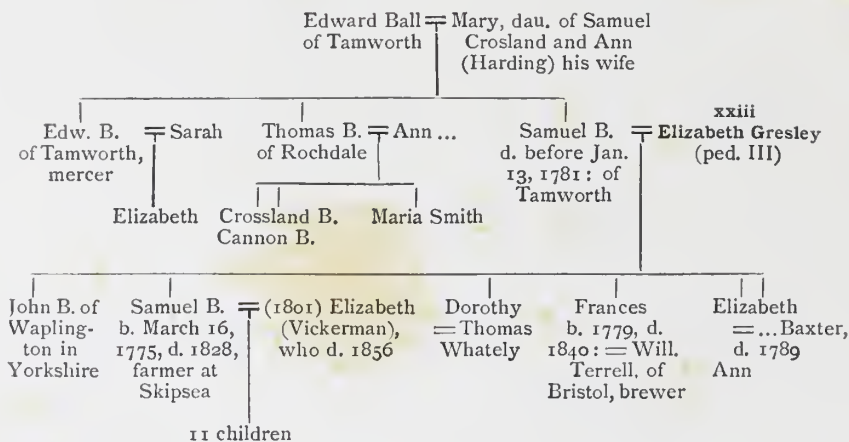 Edward Ball = Mary, dau. of Samuel
of Tamworth Crosland and Ann
(Harding) his wife
xxiii
Edw. B. = Sarah Thomas B. = Ann ... Samuel B. = Elizabeth Gresley
of Tamworth, of Rochdale d. before Jan. (ped. III)
mercer 13, 1781: of
Tamworth
Elizabeth Crossland B. Maria Smith
Cannon B.
John B. of Samuel B. = (1801) Elizabeth Dorothy Frances Elizabeth
Wapling- b. March 16, (Vickerman), =Thomas b. 1779, d. =...Baxter,
ton in 1775, d. 1828, who d. 1856 Whately 1840: =Will. d. 1789
Yorkshire farmer at Terrell, of Ann
Skipsea Bristol, brewer
11 children